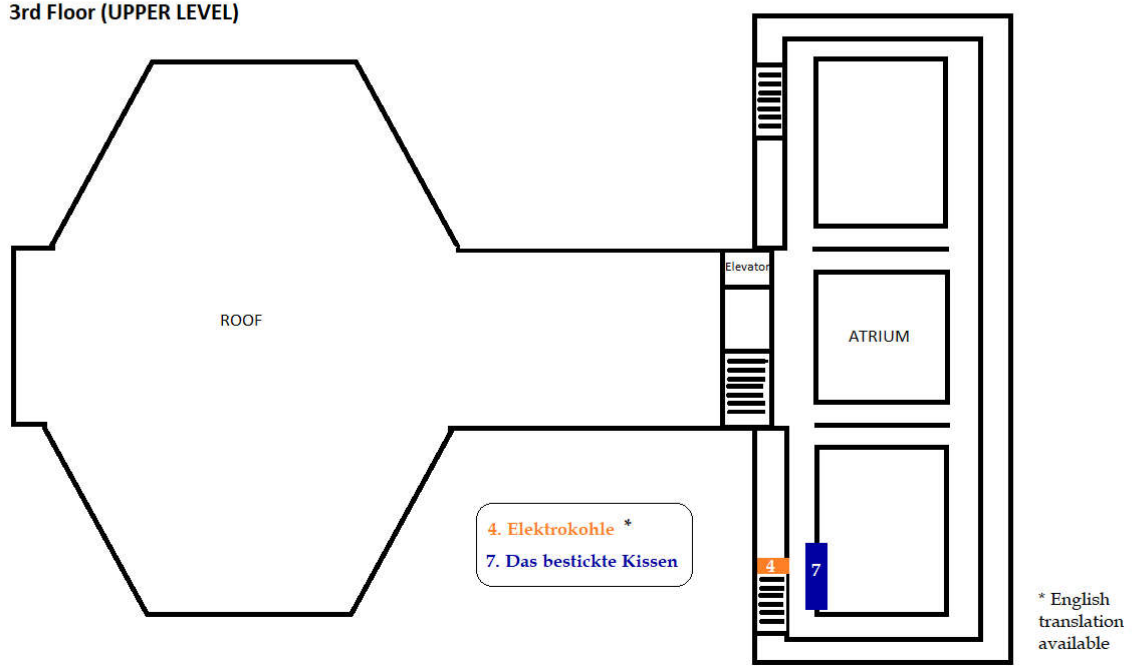 3rd Floor (UPPER LEVEL)
Elevator
ROOF
ATRIUM
4. Elektrokohle *
7. Das bestickte Kissen
4
7
* English
translation
available